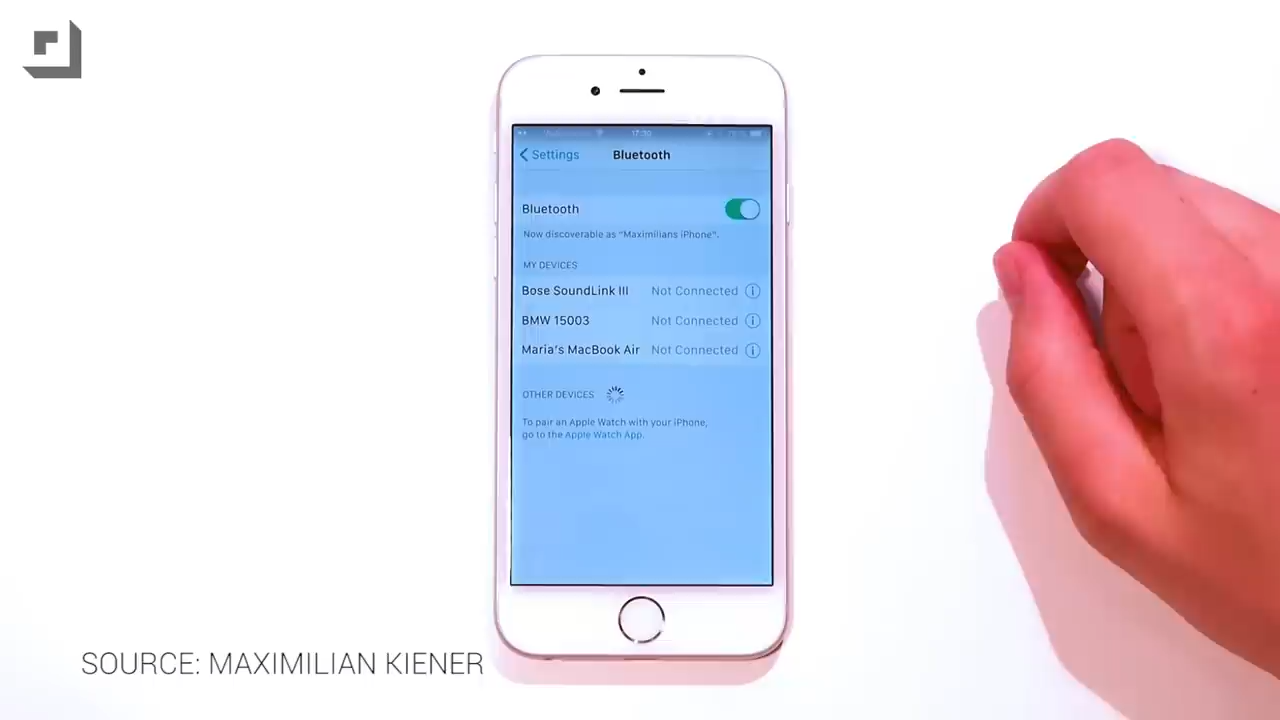 17:30
Settings
Bluetooth
Bluetooth
Now discoverable as "Maximilians iPhone".
MY DEVICES
Bose SoundLink III Not Connected
BMW 15003 Not Connected
Maria's MacBook Air Not Connected
OTHER DEVICES
To pair an Apple Watch with your iPhone,
go to the Apple Watch App.
SOURCE: MAXIMILIAN KIENER